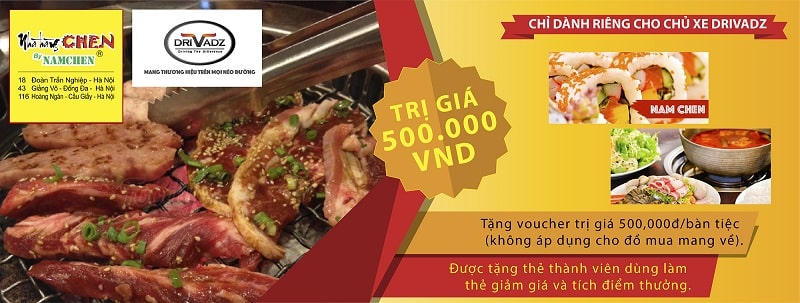 Nhà hàng CHEN ®
By NAMCHEN
18 Đoàn Trần Nghiệp - Hà Nội
43 Giảng Võ - Đống Đa - Hà Nội
116 Hoàng Ngân - Cầu Giấy - Hà Nội
DRIVADZ
Driving The Difference
MANG THƯƠNG HIỆU TRÊN MỌI NẺO ĐƯỜNG
TRỊ GIÁ
500.000
VND
CHỈ DÀNH RIÊNG CHO CHỦ XE DRIVADZ
NAM CHEN
Tặng voucher trị giá 500,000đ/bàn tiệc
(không áp dụng cho đồ mua mang về).
Được tặng thẻ thành viên dùng làm
thẻ giảm giá và tích điểm thưởng.